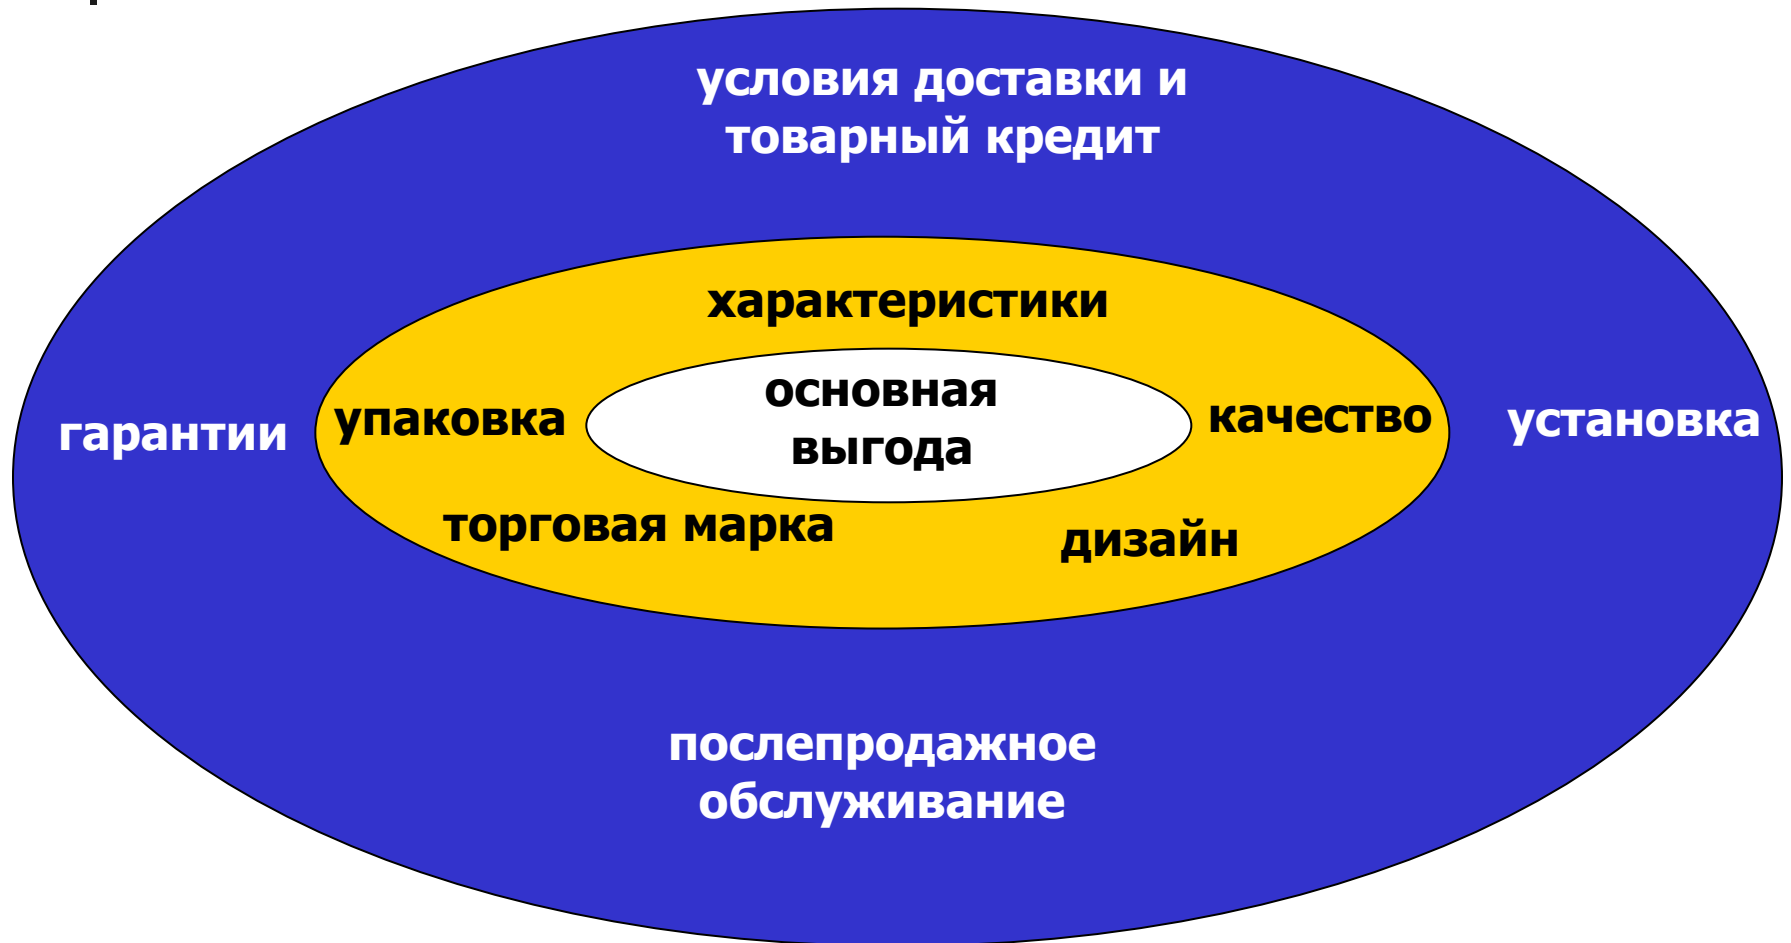 условия доставки и
товарный кредит
характеристики
основная
выгода
упаковка
качество
гарантии
установка
торговая марка
дизайн
послепродажное
обслуживание